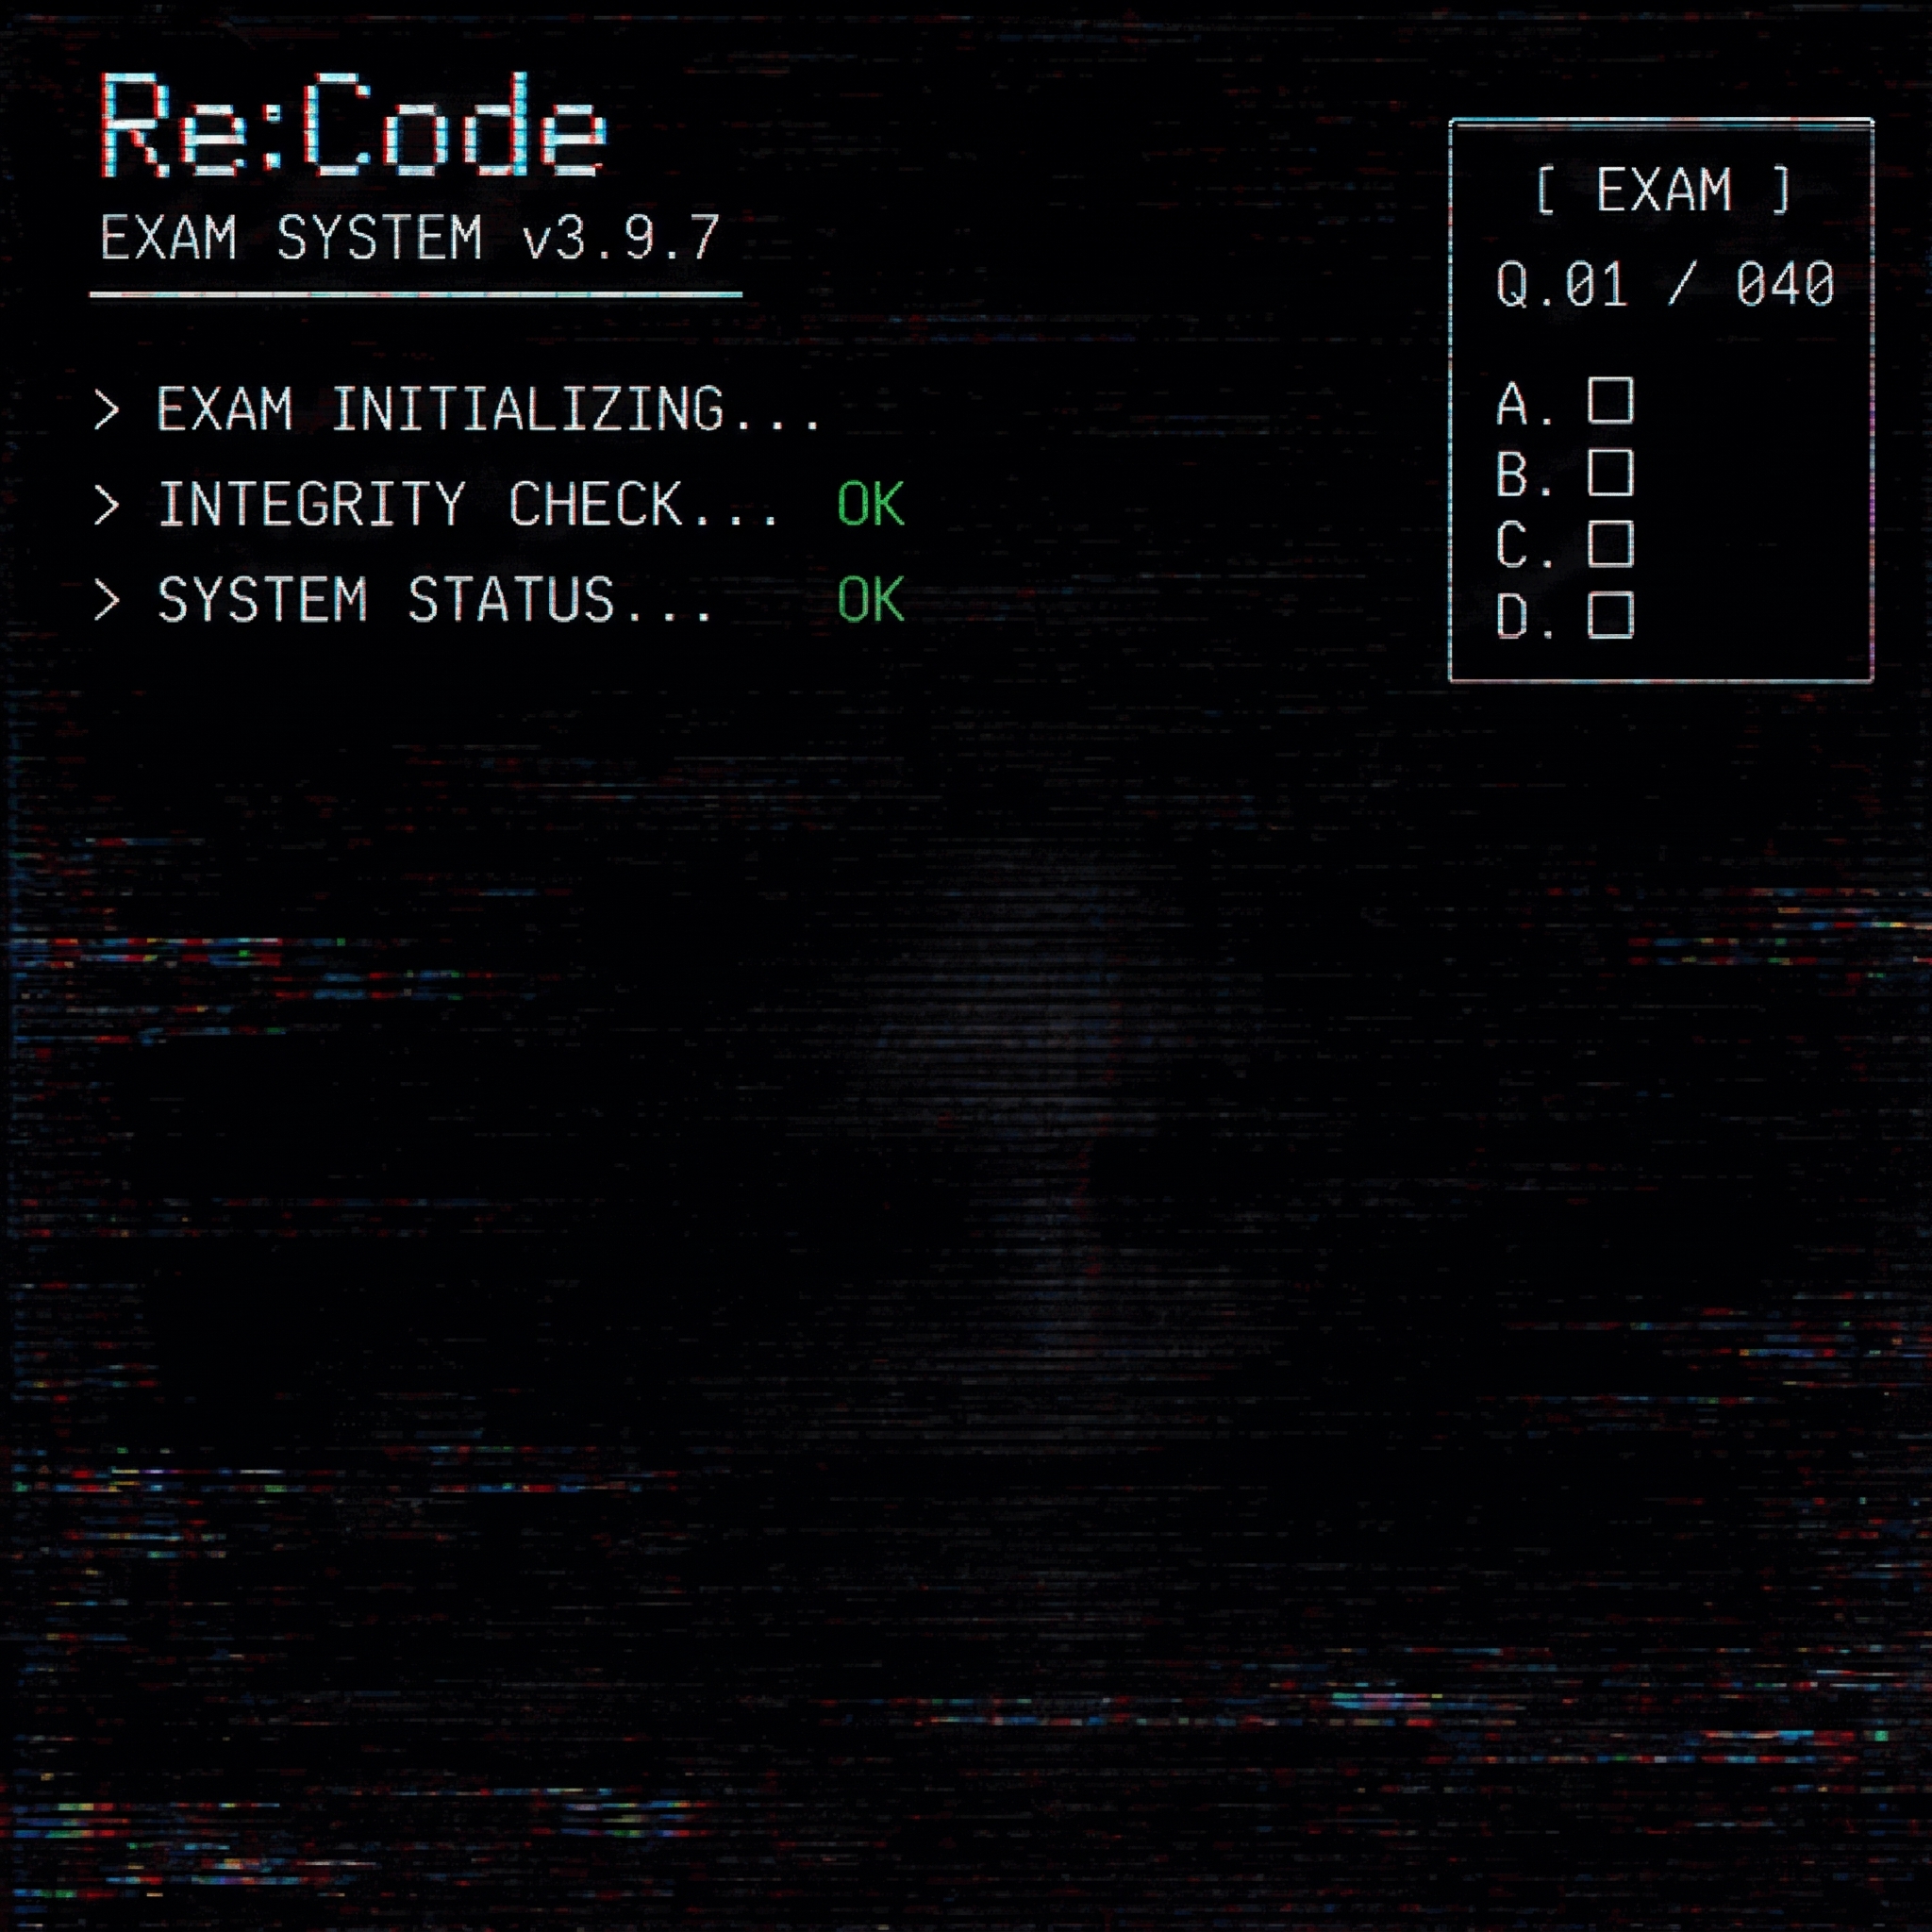 Re:Code
EXAM SYSTEM v3.9.7
> EXAM INITIALIZING...
> INTEGRITY CHECK... OK
> SYSTEM STATUS... OK
[ EXAM ]
Q.01 / 040
A. □
B. □
C. □
D. □